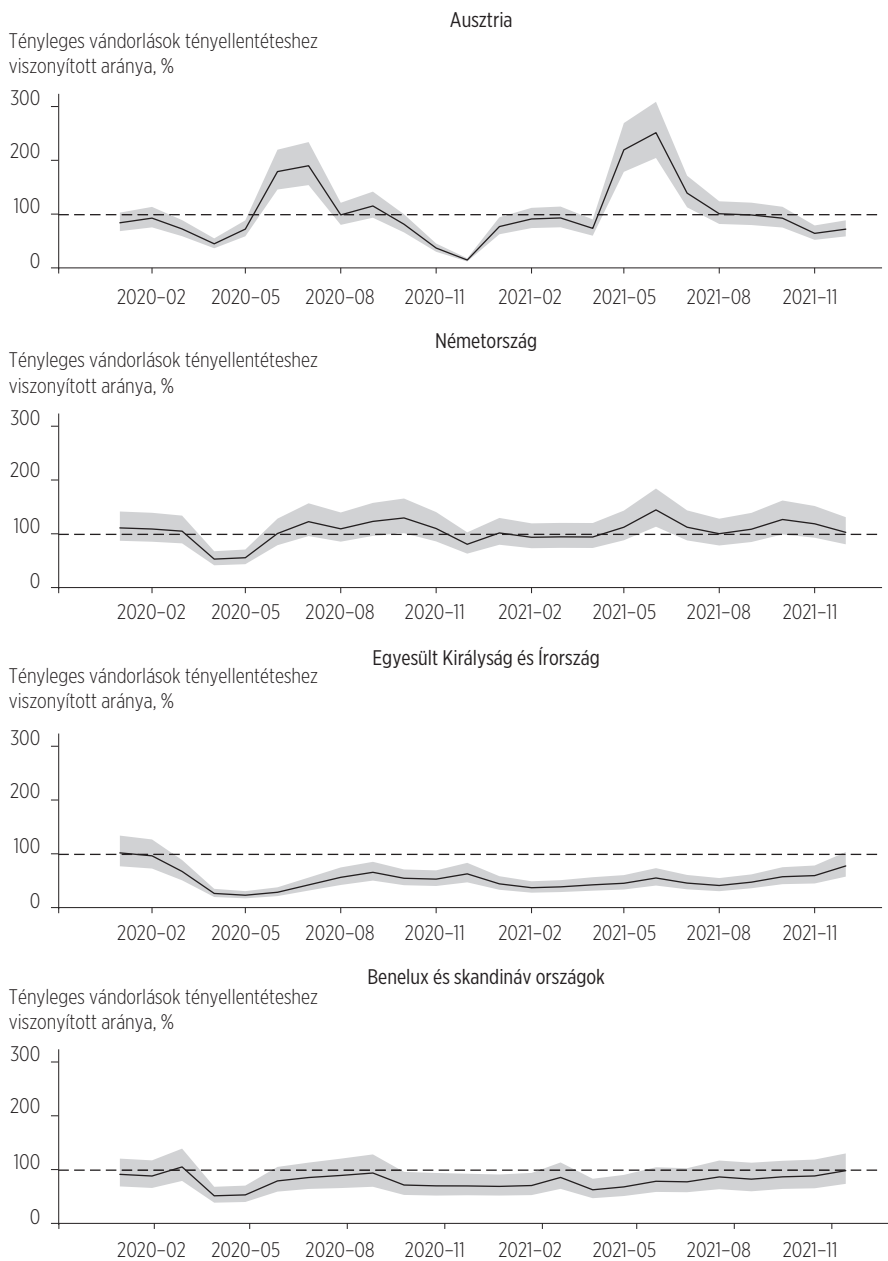 Ausztria
Tényleges vándorlások tényellentéteshez
viszonyított aránya, %
300
200
100
0
2020–02 2020–05 2020–08 2020–11 2021–02 2021–05 2021–08 2021–11
Németország
Tényleges vándorlások tényellentéteshez
viszonyított aránya, %
300
200
100
0
2020–02 2020–05 2020–08 2020–11 2021–02 2021–05 2021–08 2021–11
Egyesült Királyság és Írország
Tényleges vándorlások tényellentéteshez
viszonyított aránya, %
300
200
100
0
2020–02 2020–05 2020–08 2020–11 2021–02 2021–05 2021–08 2021–11
Benelux és skandináv országok
Tényleges vándorlások tényellentéteshez
viszonyított aránya, %
300
200
100
0
2020–02 2020–05 2020–08 2020–11 2021–02 2021–05 2021–08 2021–11